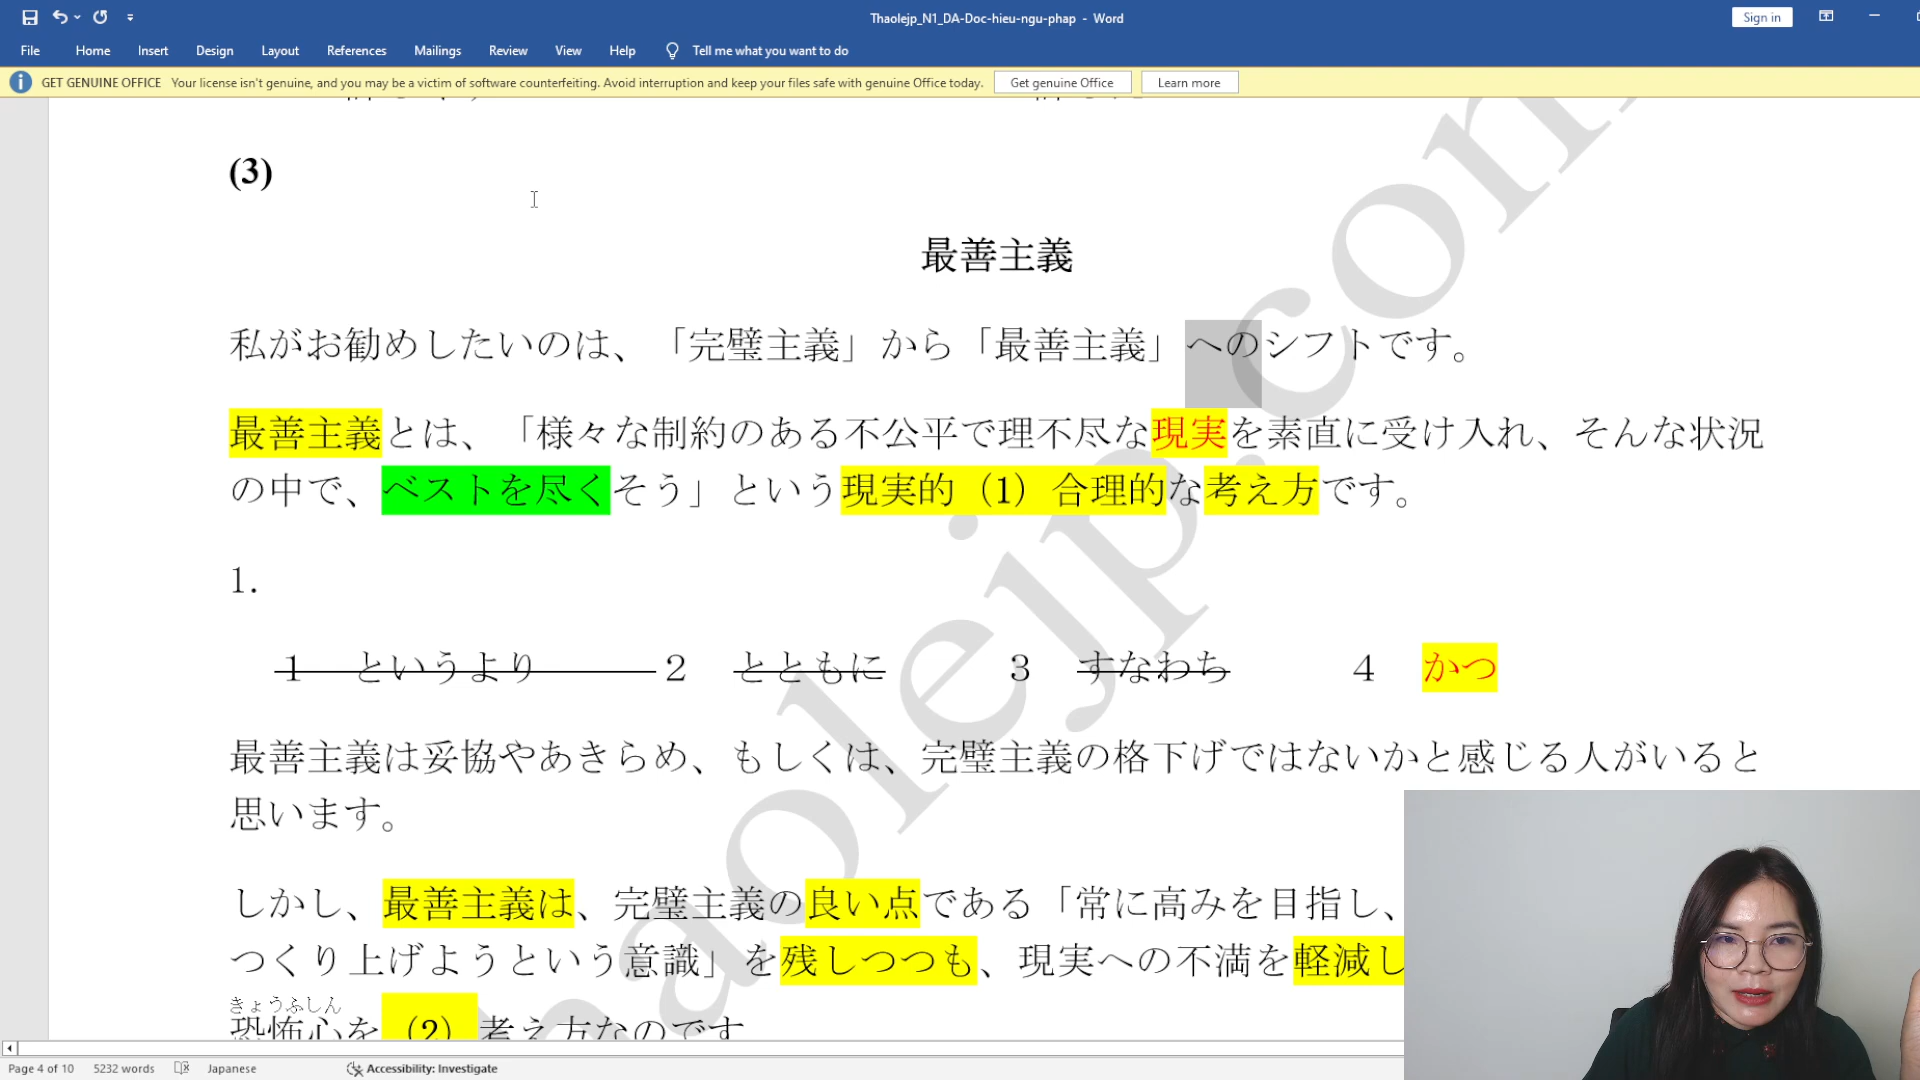 Thaolejp_N1_DA-Doc-hieu-ngu-phap - Word
Sign in
File Home Insert Design Layout References Mailings Review View Help Tell me what you want to do
GET GENUINE OFFICE Your license isn't genuine, and you may be a victim of software counterfeiting. Avoid interruption and keep your files safe with genuine Office today. Get genuine Office Learn more
(3)
最善主義
私がお勧めしたいのは、「完璧主義」から「最善主義」へのシフトです。
最善主義とは、「様々な制約のある不公平で理不尽な現実を素直に受け入れ、そんな状況
の中で、ベストを尽くそう」という現実的（1）合理的な考え方です。
1.
1 というより 2 とともに 3 すなわち 4 かつ
最善主義は妥協やあきらめ、もしくは、完璧主義の格下げではないかと感じる人がいると
思います。
しかし、最善主義は、完璧主義の良い点である「常に高みを目指し、
つくり上げようという意識」を残しつつも、現実への不満を軽減し
きょうふしん
恐怖心を（2）考え方なのです
haolejp.com
Page 4 of 10 5232 words Japanese Accessibility: Investigate